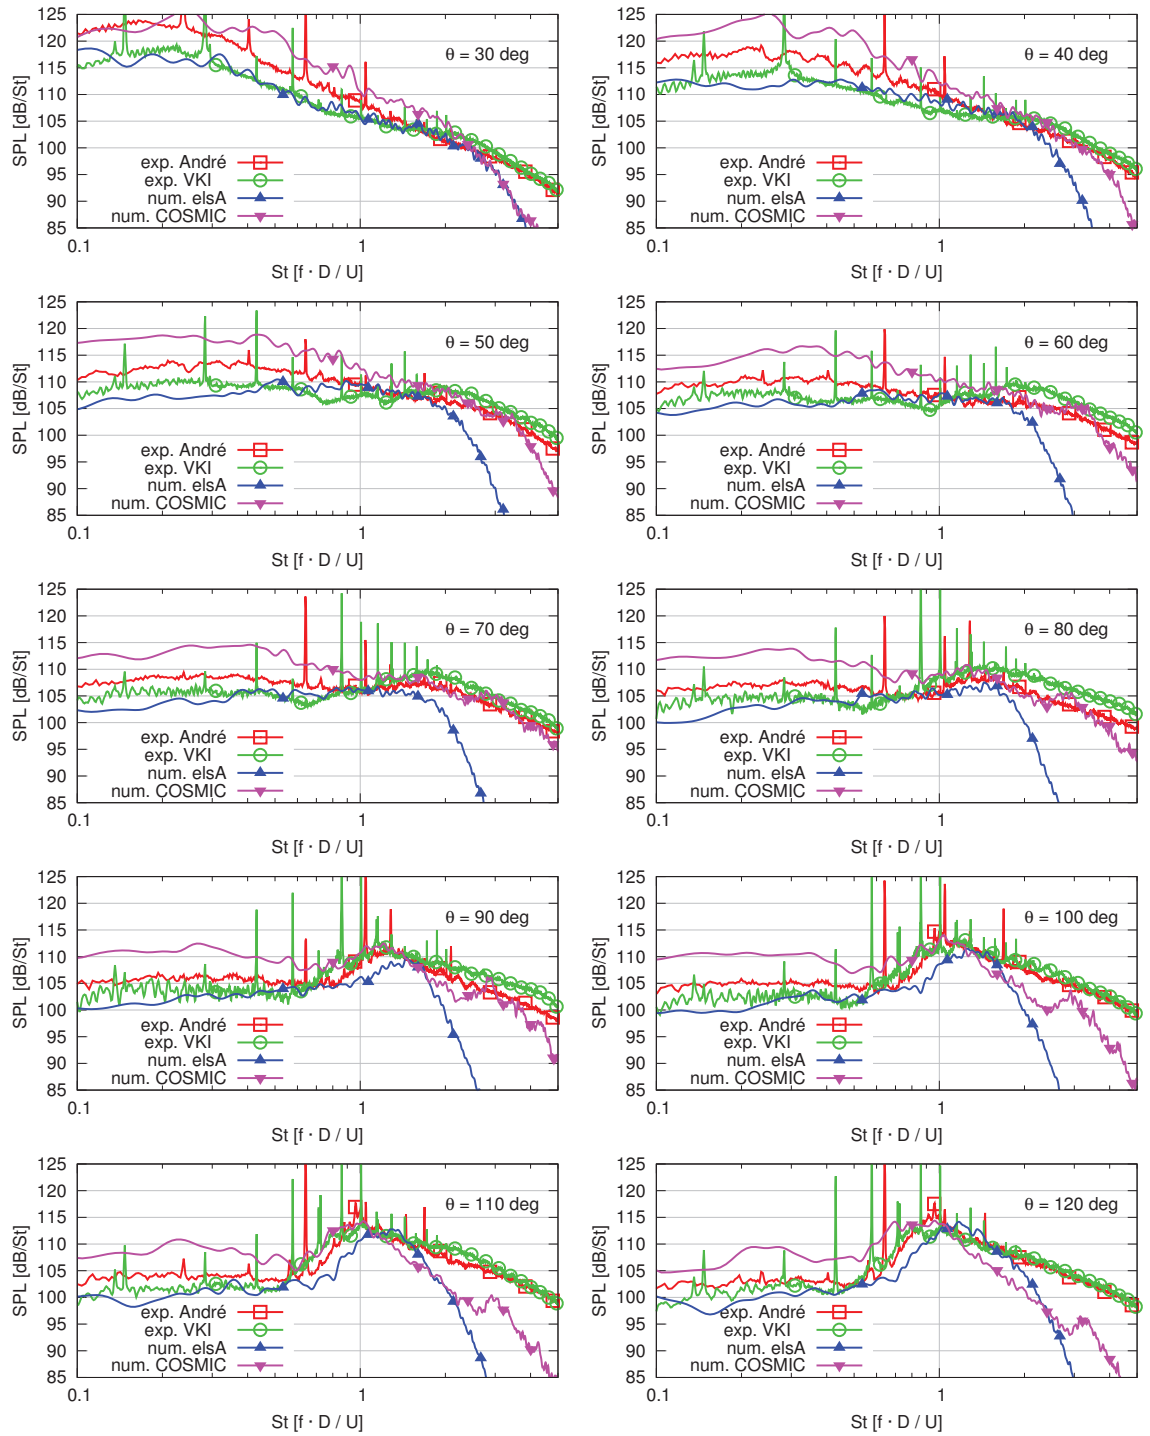 125
120
115
110
105
100
95
90
85
SPL [dB/St]
θ = 30 deg
exp. André
exp. VKI
num. elsA
num. COSMIC
0.1
1
St [f · D / U]
125
120
115
110
105
100
95
90
85
SPL [dB/St]
θ = 40 deg
exp. André
exp. VKI
num. elsA
num. COSMIC
0.1
1
St [f · D / U]
125
120
115
110
105
100
95
90
85
SPL [dB/St]
θ = 50 deg
exp. André
exp. VKI
num. elsA
num. COSMIC
0.1
1
St [f · D / U]
125
120
115
110
105
100
95
90
85
SPL [dB/St]
θ = 60 deg
exp. André
exp. VKI
num. elsA
num. COSMIC
0.1
1
St [f · D / U]
125
120
115
110
105
100
95
90
85
SPL [dB/St]
θ = 70 deg
exp. André
exp. VKI
num. elsA
num. COSMIC
0.1
1
St [f · D / U]
125
120
115
110
105
100
95
90
85
SPL [dB/St]
θ = 80 deg
exp. André
exp. VKI
num. elsA
num. COSMIC
0.1
1
St [f · D / U]
125
120
115
110
105
100
95
90
85
SPL [dB/St]
θ = 90 deg
exp. André
exp. VKI
num. elsA
num. COSMIC
0.1
1
St [f · D / U]
125
120
115
110
105
100
95
90
85
SPL [dB/St]
θ = 100 deg
exp. André
exp. VKI
num. elsA
num. COSMIC
0.1
1
St [f · D / U]
125
120
115
110
105
100
95
90
85
SPL [dB/St]
θ = 110 deg
exp. André
exp. VKI
num. elsA
num. COSMIC
0.1
1
St [f · D / U]
125
120
115
110
105
100
95
90
85
SPL [dB/St]
θ = 120 deg
exp. André
exp. VKI
num. elsA
num. COSMIC
0.1
1
St [f · D / U]